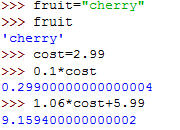 >>> fruit="cherry"
>>> fruit
'cherry'
>>> cost=2.99
>>> 0.1*cost
0.29900000000000004
>>> 1.06*cost+5.99
9.159400000000002